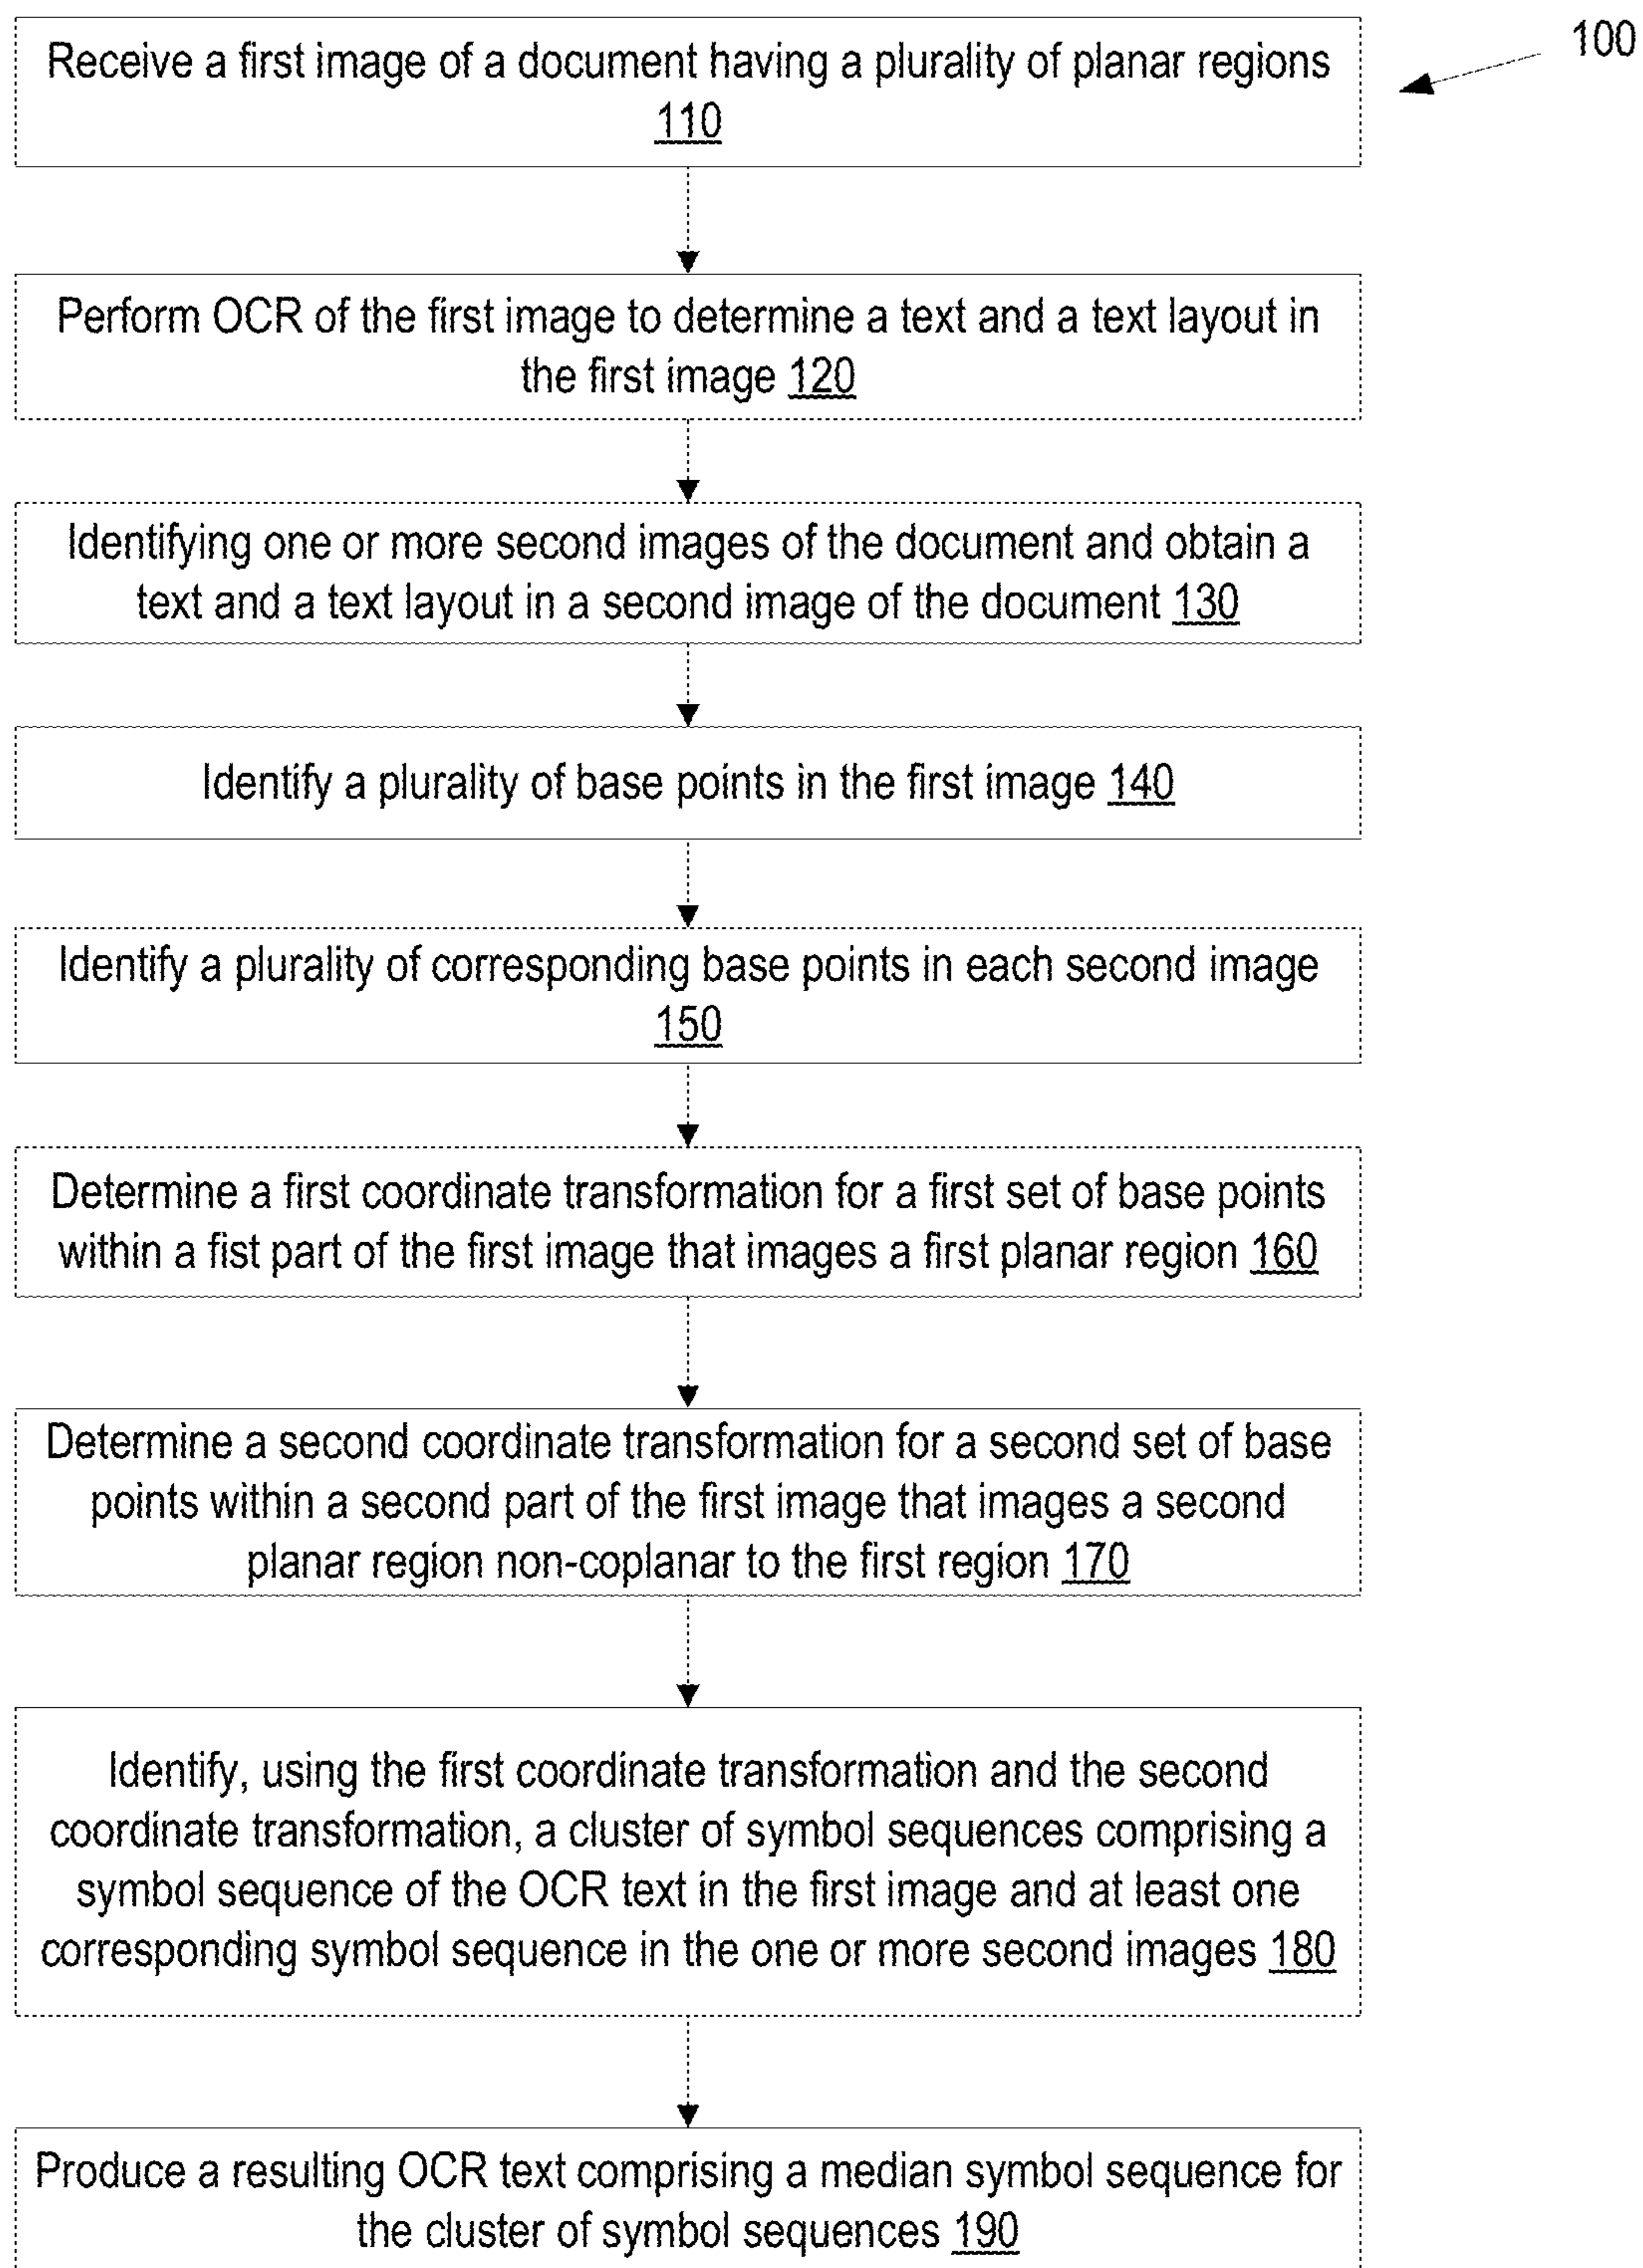 100
Receive a first image of a document having a plurality of planar regions
110
Perform OCR of the first image to determine a text and a text layout in
the first image 120
Identifying one or more second images of the document and obtain a
text and a text layout in a second image of the document 130
Identify a plurality of base points in the first image 140
Identify a plurality of corresponding base points in each second image
150
Determine a first coordinate transformation for a first set of base points
within a fist part of the first image that images a first planar region 160
Determine a second coordinate transformation for a second set of base
points within a second part of the first image that images a second
planar region non-coplanar to the first region 170
Identify, using the first coordinate transformation and the second
coordinate transformation, a cluster of symbol sequences comprising a
symbol sequence of the OCR text in the first image and at least one
corresponding symbol sequence in the one or more second images 180
Produce a resulting OCR text comprising a median symbol sequence for
the cluster of symbol sequences 190